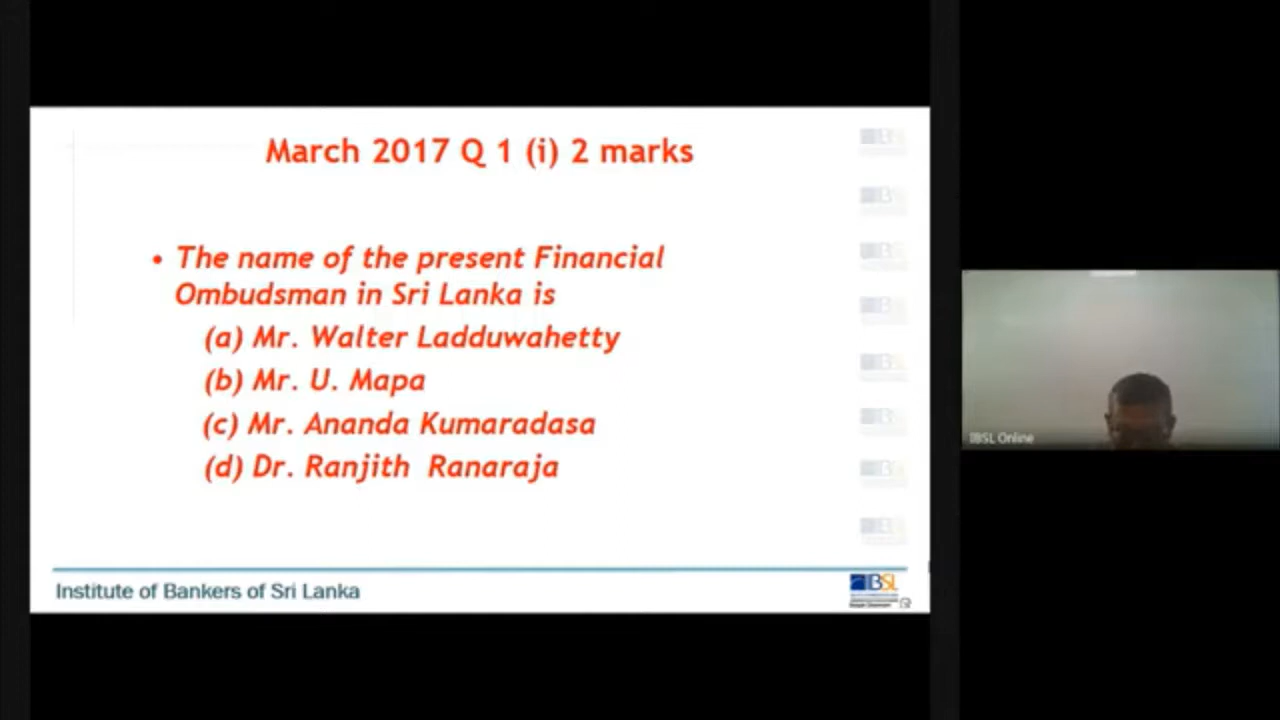 March 2017 Q 1 (i) 2 marks
• The name of the present Financial
Ombudsman in Sri Lanka is
(a) Mr. Walter Ladduwahetty
(b) Mr. U. Mapa
(c) Mr. Ananda Kumaradasa
(d) Dr. Ranjith Ranaraja
IBSL Online
Institute of Bankers of Sri Lanka
IBSL